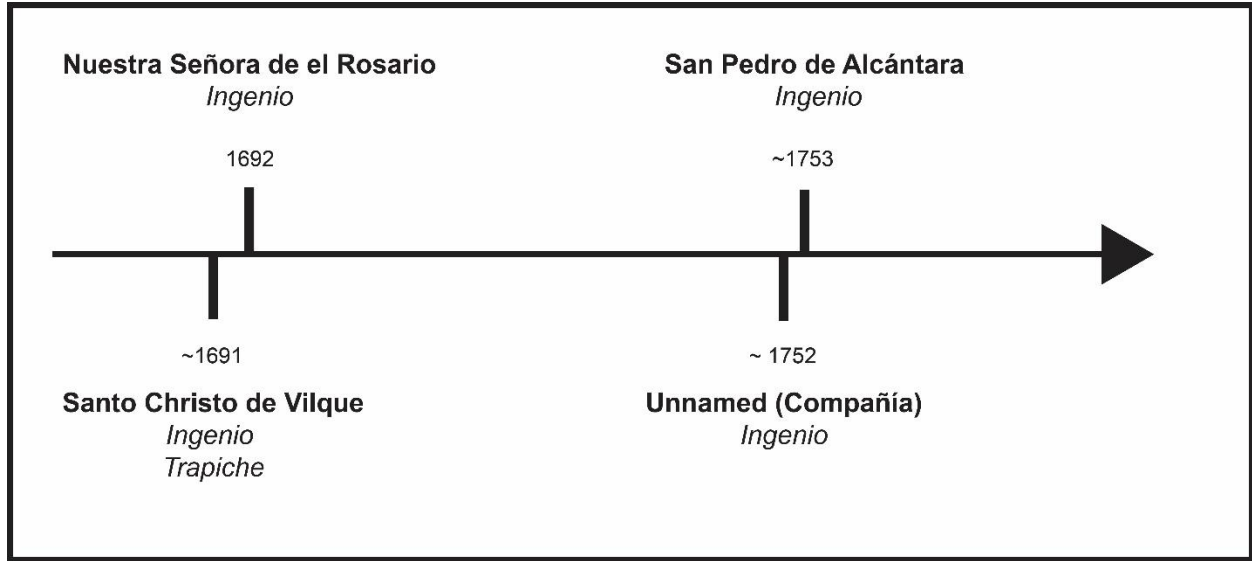 Nuestra Señora de el Rosario
Ingenio
1692
San Pedro de Alcántara
Ingenio
~1753
~1691
Santo Christo de Vilque
Ingenio
Trapiche
~ 1752
Unnamed (Compañía)
Ingenio